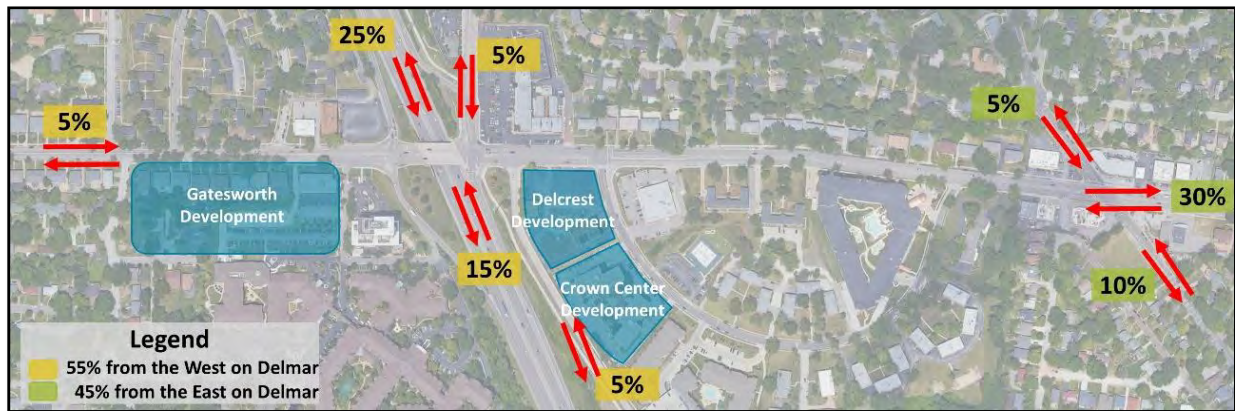 25%
5%
5%
5%
Gatesworth
Development
Delcrest
Development
30%
15%
10%
Crown Center
Development
5%
Legend
55% from the West on Delmar
45% from the East on Delmar